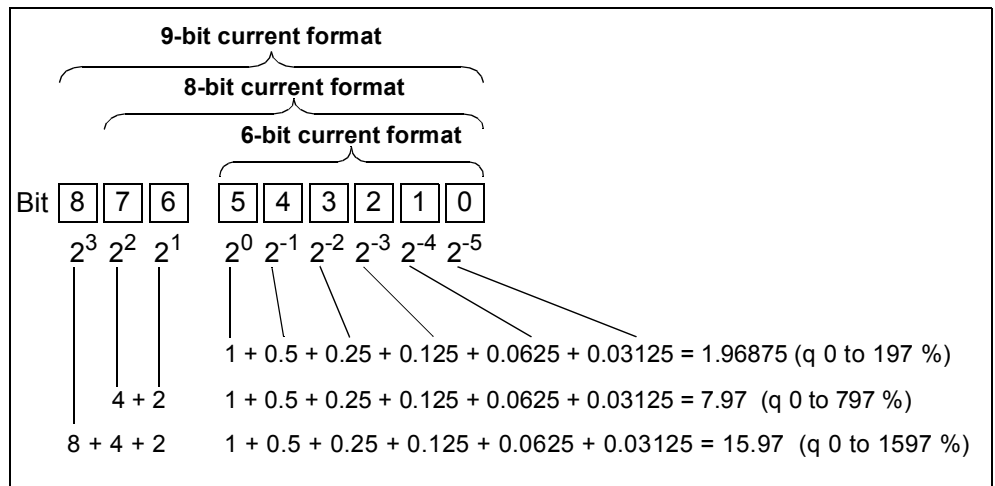 9-bit current format
8-bit current format
6-bit current format
Bit 8 7 6 5 4 3 2 1 0
2^3 2^2 2^1 2^0 2^-1 2^-2 2^-3 2^-4 2^-5
1 + 0.5 + 0.25 + 0.125 + 0.0625 + 0.03125 = 1.96875 (q 0 to 197 %)
4 + 2 1 + 0.5 + 0.25 + 0.125 + 0.0625 + 0.03125 = 7.97 (q 0 to 797 %)
8 + 4 + 2 1 + 0.5 + 0.25 + 0.125 + 0.0625 + 0.03125 = 15.97 (q 0 to 1597 %)